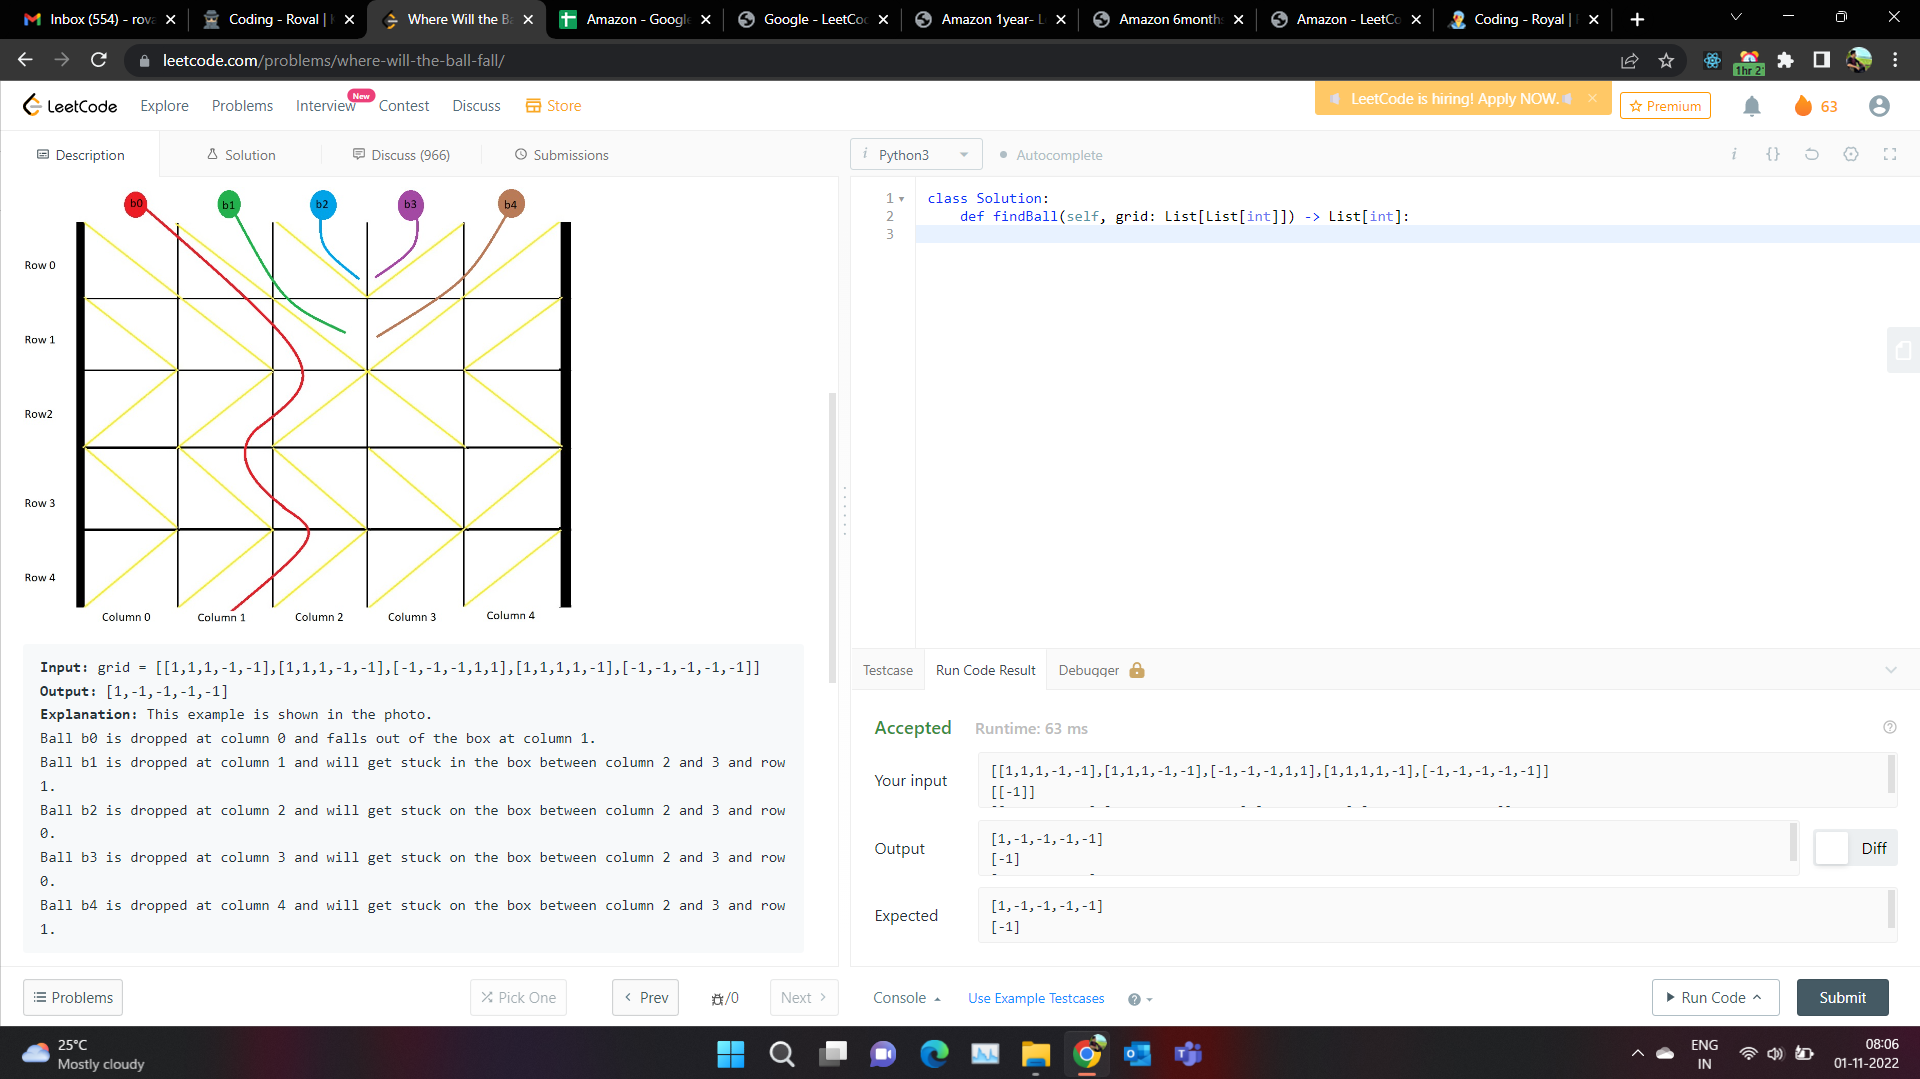 Inbox (554) - rova
Coding - Roval |
Where Will the B
Amazon - Google
Google - LeetCo
Amazon 1year- L
Amazon 6months
Amazon - LeetCo
Coding - Royal |
leetcode.com/problems/where-will-the-ball-fall/
1hr 2
LeetCode
Explore
Problems
Interview
New
Contest
Discuss
Store
LeetCode is hiring! Apply NOW.
Premium
63
Description
Solution
Discuss (966)
Submissions
i Python3
Autocomplete
i {}
b0
b1
b2
b3
b4
Row 0
Row 1
Row2
Row 3
Row 4
Column 0
Column 1
Column 2
Column 3
Column 4
Input: grid = [[1,1,1,-1,-1],[1,1,1,-1,-1],[-1,-1,-1,1,1],[1,1,1,1,-1],[-1,-1,-1,-1,-1]]
Output: [1,-1,-1,-1,-1]
Explanation: This example is shown in the photo.
Ball b0 is dropped at column 0 and falls out of the box at column 1.
Ball b1 is dropped at column 1 and will get stuck in the box between column 2 and 3 and row
1.
Ball b2 is dropped at column 2 and will get stuck on the box between column 2 and 3 and row
0.
Ball b3 is dropped at column 3 and will get stuck on the box between column 2 and 3 and row
0.
Ball b4 is dropped at column 4 and will get stuck on the box between column 2 and 3 and row
1.
1 class Solution:
2 def findBall(self, grid: List[List[int]]) -> List[int]:
3
Testcase
Run Code Result
Debugger
Accepted
Runtime: 63 ms
Your input
[[1,1,1,-1,-1],[1,1,1,-1,-1],[-1,-1,-1,1,1],[1,1,1,1,-1],[-1,-1,-1,-1,-1]]
[[-1]]
Output
[1,-1,-1,-1,-1]
[-1]
Diff
Expected
[1,-1,-1,-1,-1]
[-1]
Problems
Pick One
Prev
/0
Next
Console
Use Example Testcases
Run Code
Submit
25°C
Mostly cloudy
ENG
IN
08:06
01-11-2022